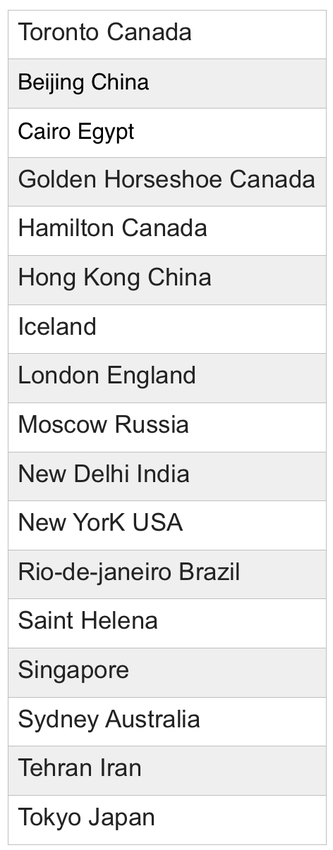 Toronto Canada
Beijing China
Cairo Egypt
Golden Horseshoe Canada
Hamilton Canada
Hong Kong China
Iceland
London England
Moscow Russia
New Delhi India
New YorK USA
Rio-de-janeiro Brazil
Saint Helena
Singapore
Sydney Australia
Tehran Iran
Tokyo Japan